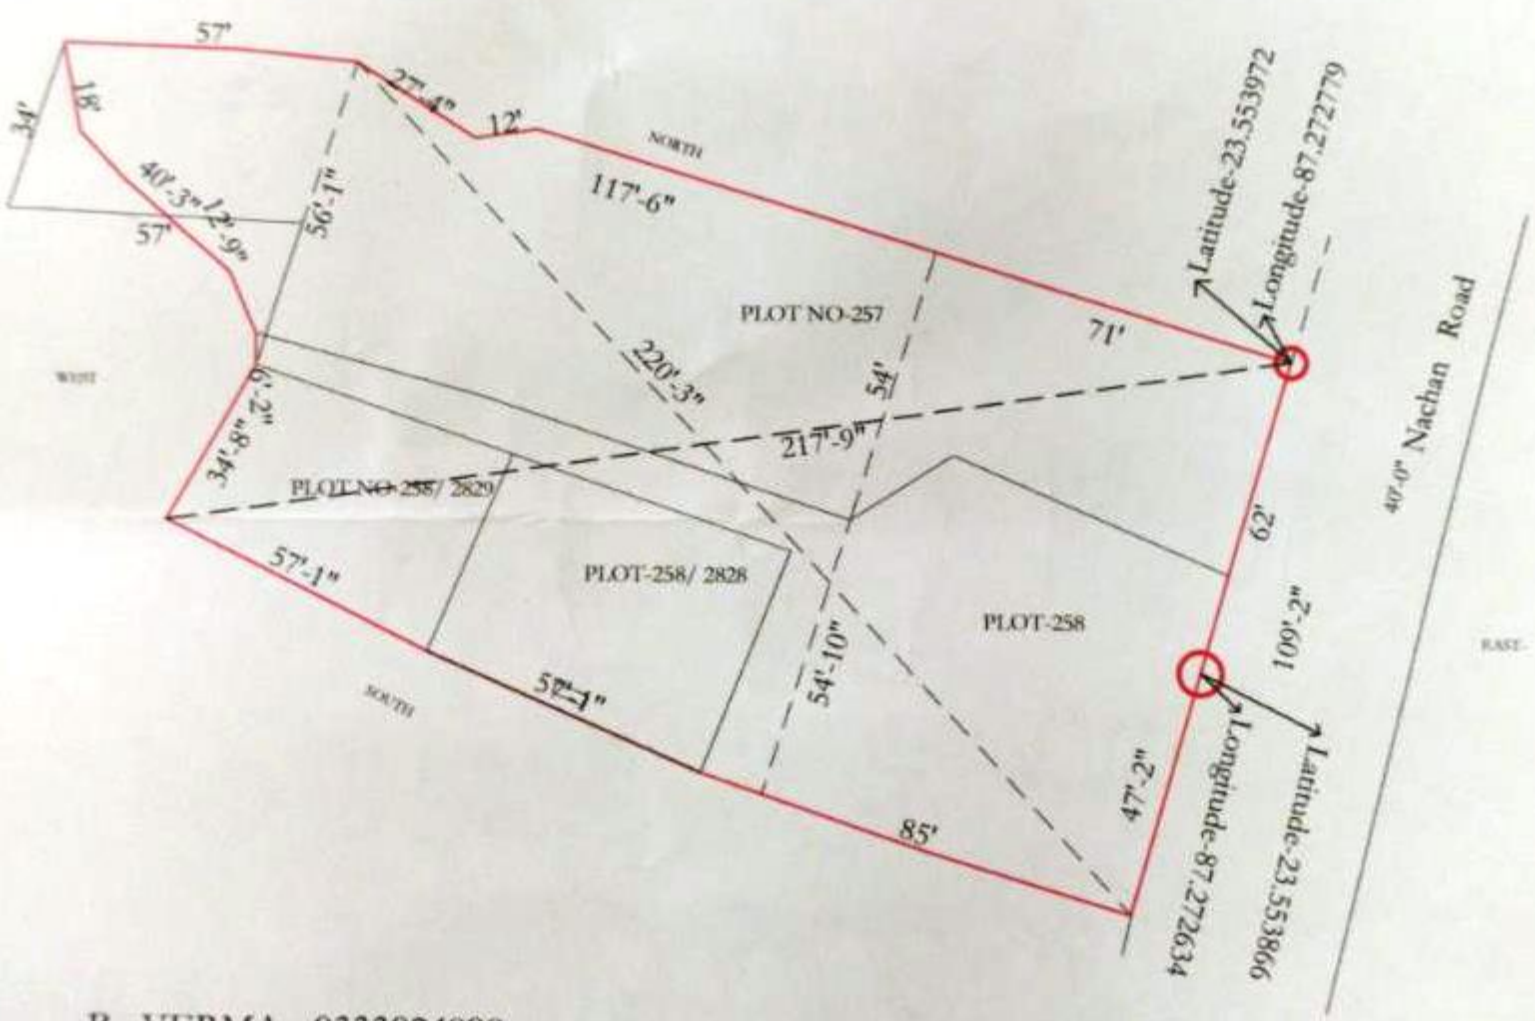 57'
27'-4"
12'
NORTH
117'-6"
71'
Latitude-23.553972
Longitude-87.272779
34'
18'
40'-3"
12'-9"
57'
56'-1"
PLOT NO-257
220'-3"
54'
217'-9"
40'-0" Nachan Road
WEST
6'-2"
34'-8"
PLOT NO-258/ 2829
62'
57'-1"
PLOT-258/ 2828
PLOT-258
109'-2"
EAST-
SOUTH
57'-1"
54'-10"
47'-2"
85'
Longitude-87.272634
Latitude-23.553866